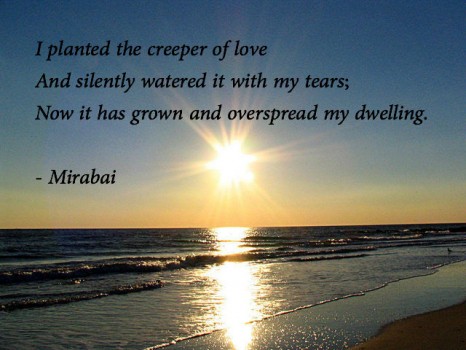 I planted the creeper of love
And silently watered it with my tears;
Now it has grown and overspread my dwelling.
- Mirabai